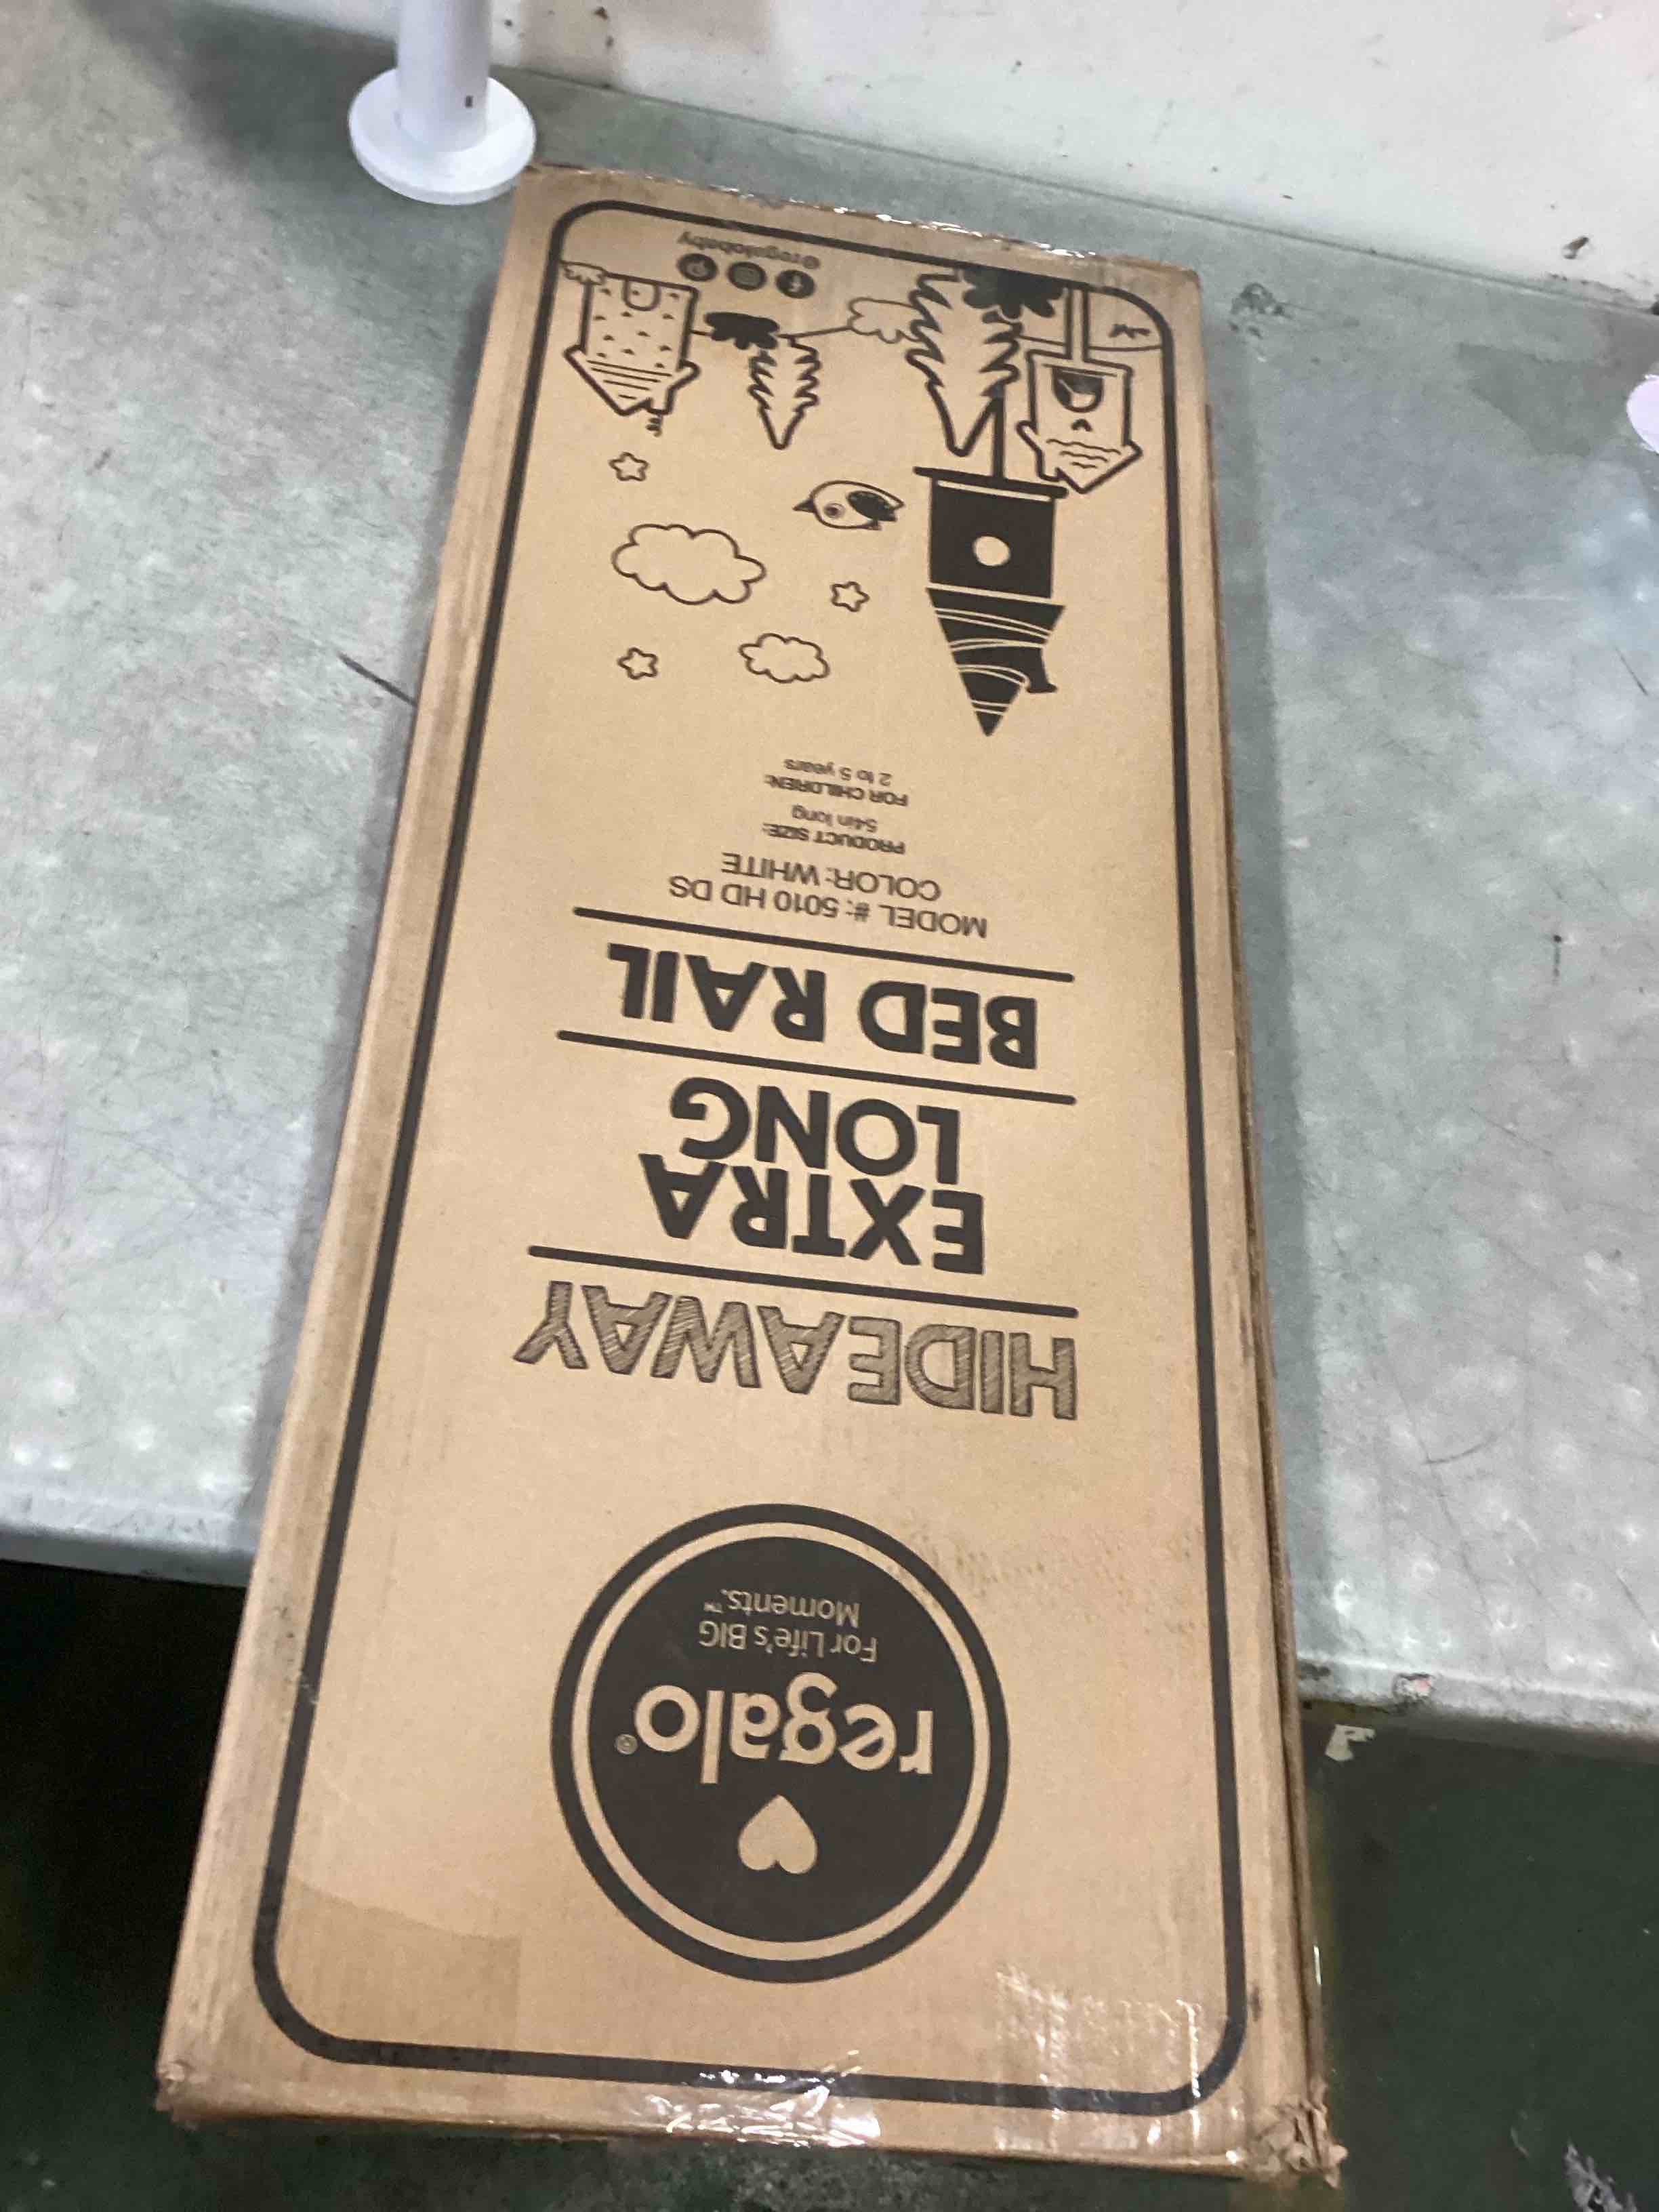 regalo®
For Life's BIG
Moments.™
HIDEAWAY
EXTRA
LONG
BED RAIL
MODEL #: 5010 HD DS
COLOR: WHITE
PRODUCT SIZE:
54in long
FOR CHILDREN:
2 to 5 years
@regalobaby